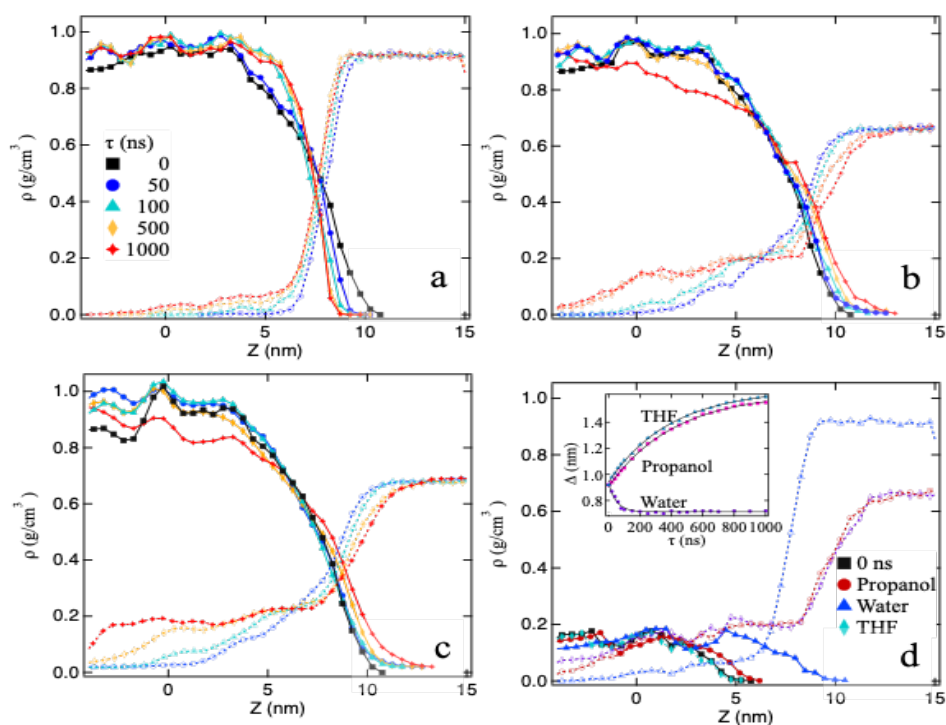 1.0
0.8
0.6
0.4
0.2
0.0
ρ (g/cm³)
τ (ns)
0
50
100
500
1000
a
0
5
10
15
Z (nm)
1.0
0.8
0.6
0.4
0.2
0.0
ρ (g/cm³)
b
0
5
10
15
Z (nm)
1.0
0.8
0.6
0.4
0.2
0.0
ρ (g/cm³)
c
0
5
10
15
Z (nm)
1.0
0.8
0.6
0.4
0.2
0.0
ρ (g/cm³)
1.4
1.2
1.0
0.8
Δ (nm)
THF
Propanol
Water
0 200 400 600 800 1000
τ (ns)
0 ns
Propanol
Water
THF
d
0
5
10
15
Z (nm)